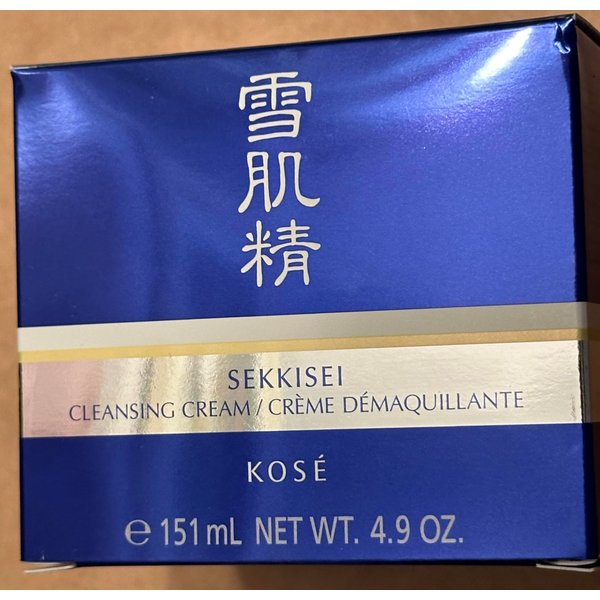 雪肌精
SEKKISEI
CLEANSING CREAM / CRÈME DÉMAQUILLANTE
KOSÉ
℮ 151 mL NET WT. 4.9 OZ.